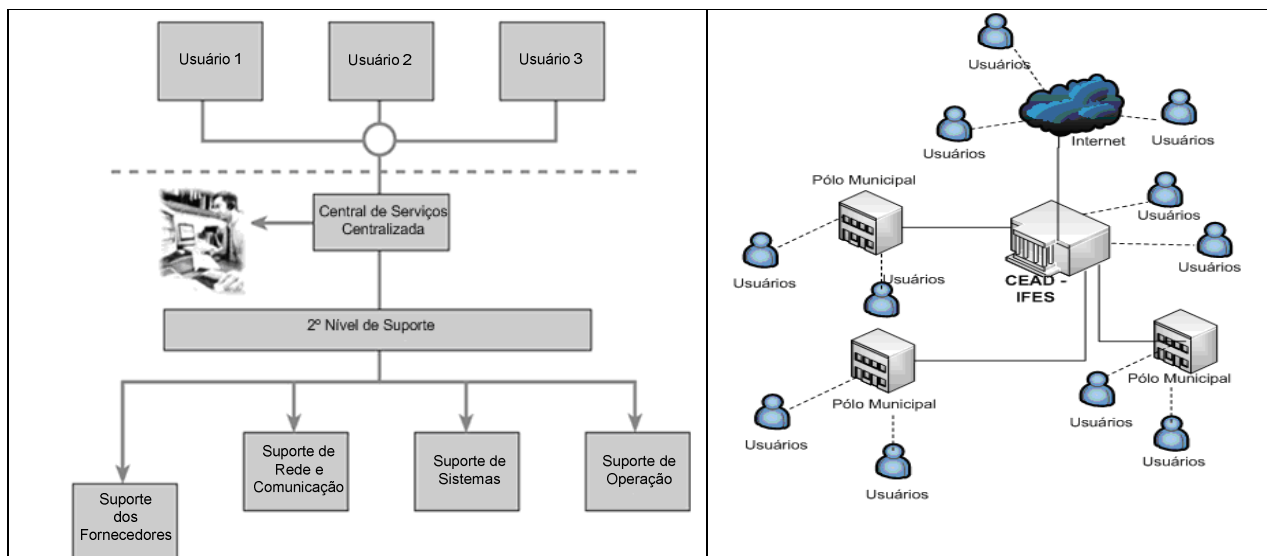 Usuário 1
Usuário 2
Usuário 3
Central de Serviços
Centralizada
2º Nível de Suporte
Suporte
dos
Fornecedores
Suporte de
Rede e
Comunicação
Suporte de
Sistemas
Suporte de
Operação
Usuários
Internet
Usuários
Usuários
Pólo Municipal
Usuários
Usuários
Usuários
Usuários
CEAD -
IFES
Pólo Municipal
Usuários
Usuários
Pólo Municipal
Usuários
Usuários